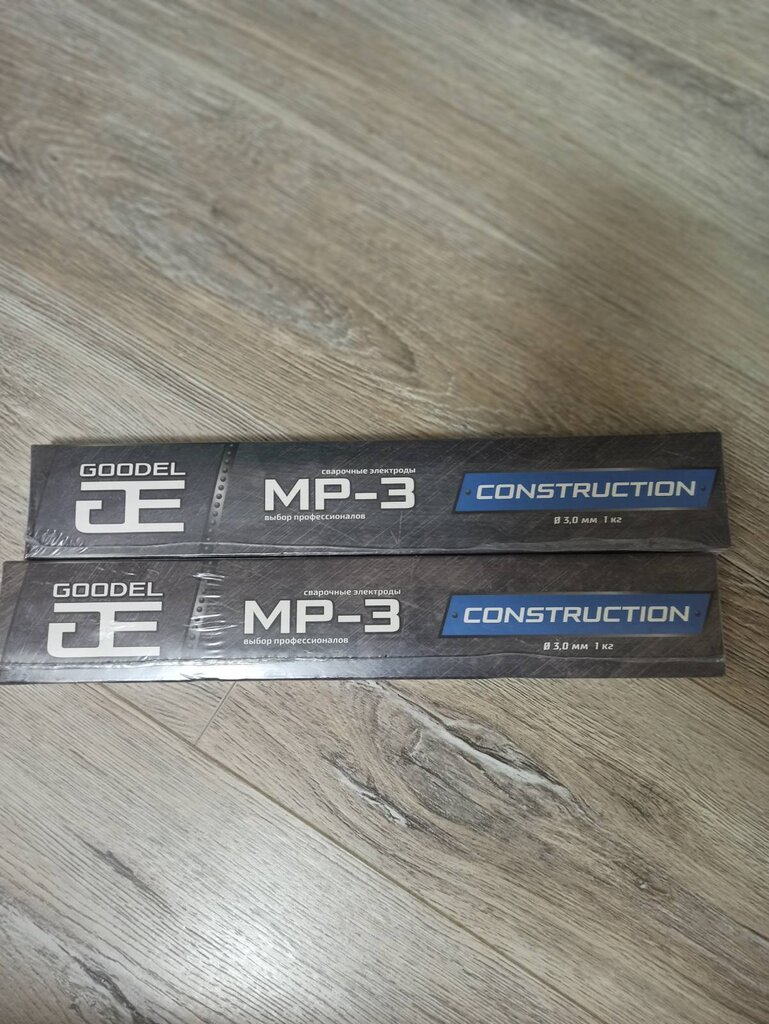 GOODEL
сварочные электроды
МР-3
выбор профессионалов
CONSTRUCTION
Ø 3,0 мм 1 кг
GOODEL
сварочные электроды
МР-3
выбор профессионалов
CONSTRUCTION
Ø 3,0 мм 1 кг